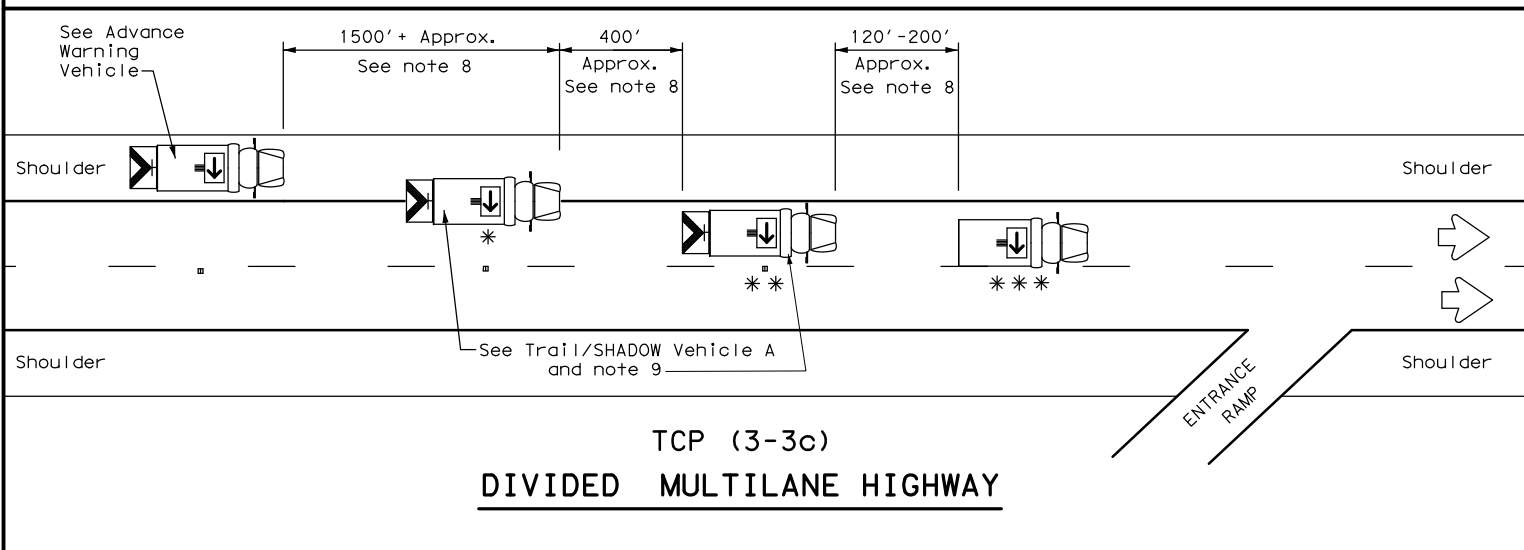 See Advance
Warning
Vehicle
1500'+ Approx.
See note 8
400'
Approx.
See note 8
120'-200'
Approx.
See note 8
Shoulder
Shoulder
*
**
***
See Trail/SHADOW Vehicle A
and note 9
Shoulder
Shoulder
ENTRANCE
RAMP
TCP (3-3c)
DIVIDED MULTILANE HIGHWAY